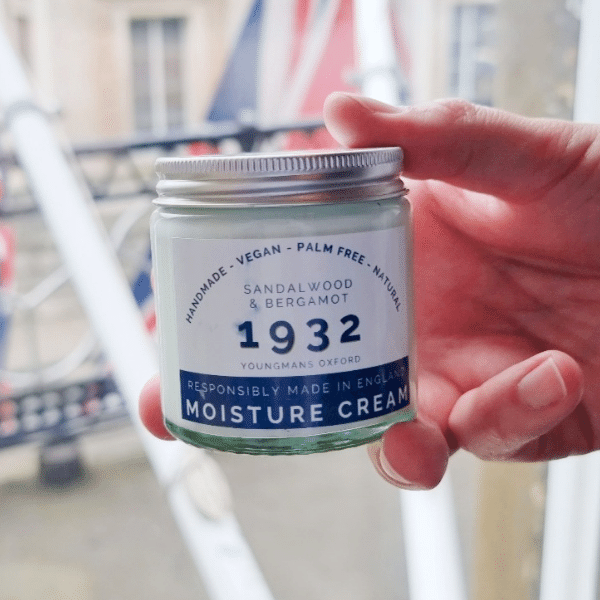 HANDMADE - VEGAN - PALM FREE - NATURAL
SANDALWOOD
& BERGAMOT
1932
YOUNGMANS OXFORD
RESPONSIBLY MADE IN ENGLAND
MOISTURE CREAM